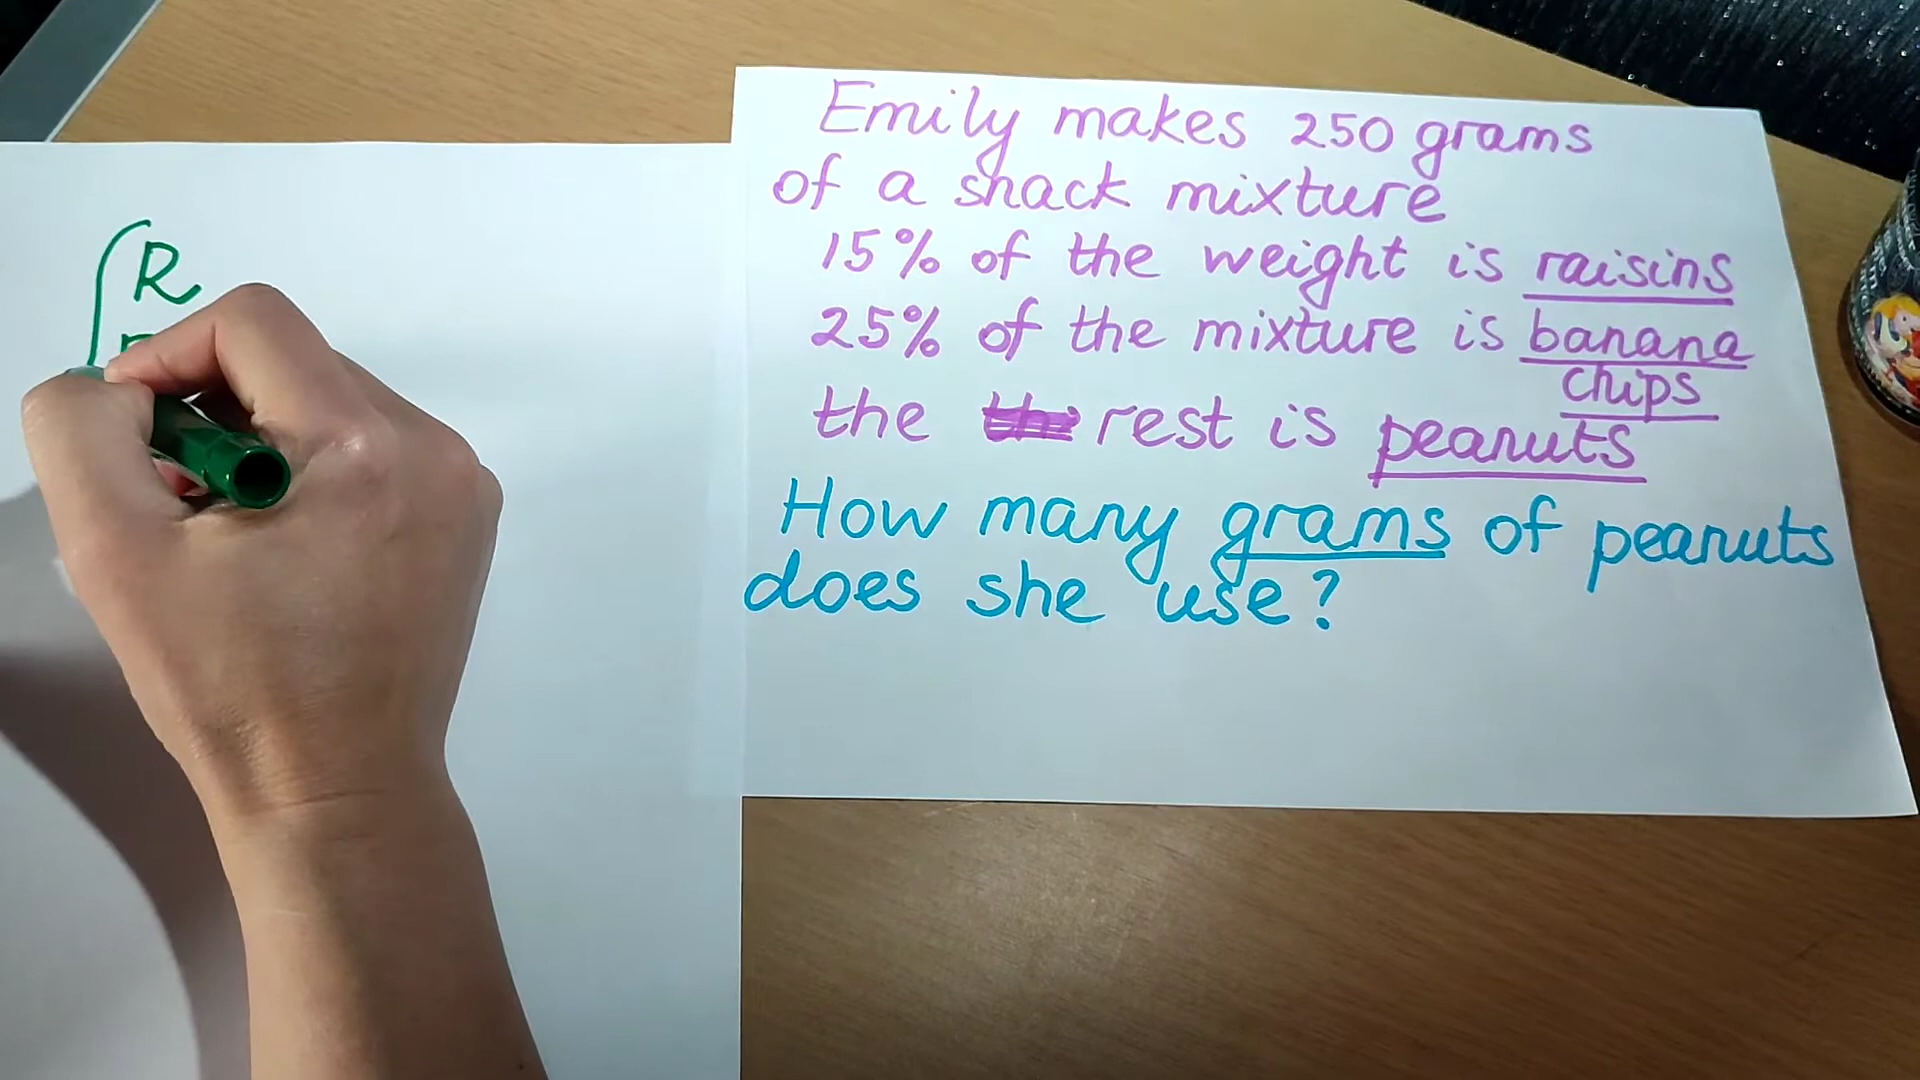 R
Emily makes 250 grams
of a snack mixture
15% of the weight is raisins
25% of the mixture is banana
chips
the rest is peanuts
How many grams of peanuts
does she use?